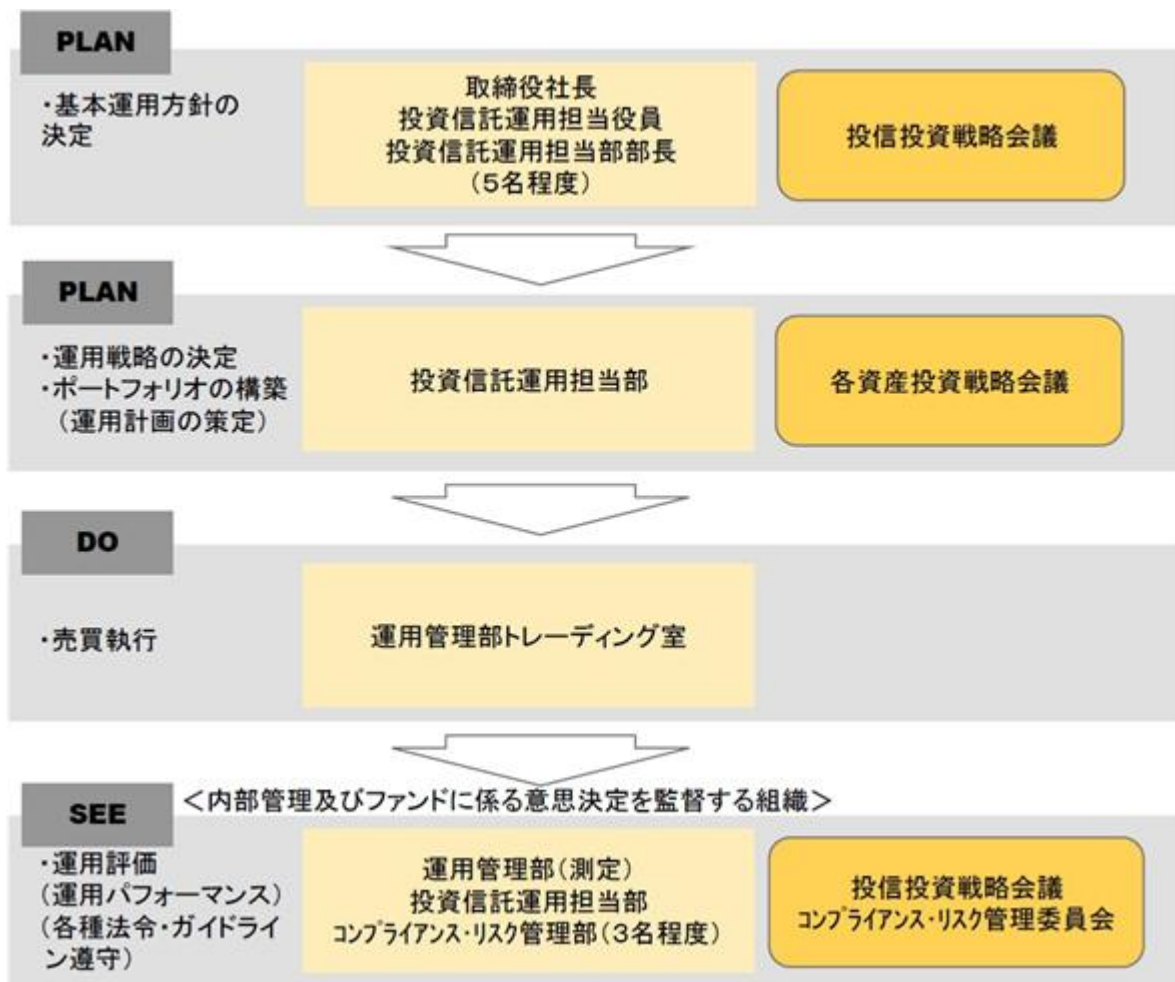 PLAN
・基本運用方針の
決定
取締役社長
投資信託運用担当役員
投資信託運用担当部部長
(5名程度)
投信投資戦略会議
PLAN
・運用戦略の決定
・ポートフォリオの構築
(運用計画の策定)
投資信託運用担当部
各資産投資戦略会議
DO
・売買執行
運用管理部トレーディング室
SEE
<内部管理及びファンドに係る意思決定を監督する組織>
・運用評価
(運用パフォーマンス)
(各種法令・ガイドライ
ン遵守)
運用管理部(測定)
投資信託運用担当部
コンプライアンス・リスク管理部(3名程度)
投信投資戦略会議
コンプライアンス・リスク管理委員会